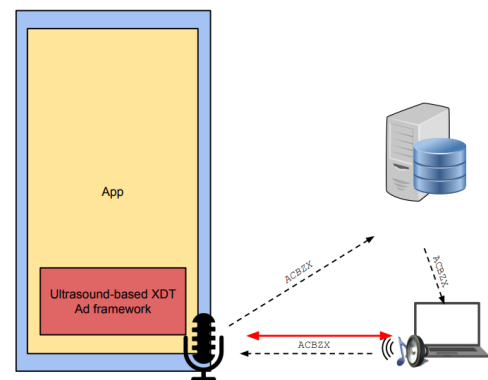 App
ACBZX
ACBZX
Ultrasound-based XDT
Ad framework
ACBZX